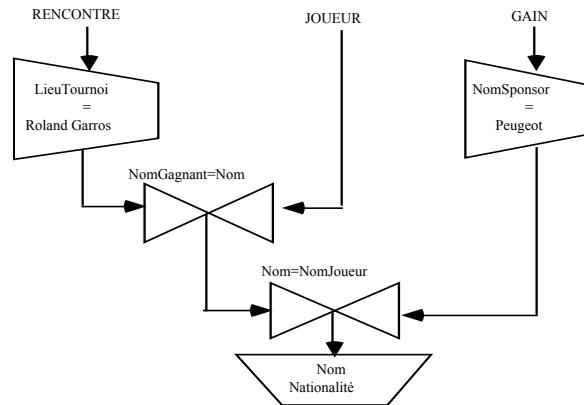 RENCONTRE
JOUEUR
GAIN
LieuTournoi
=
Roland Garros
NomSponsor
=
Peugeot
NomGagnant=Nom
Nom=NomJoueur
Nom
Nationalité